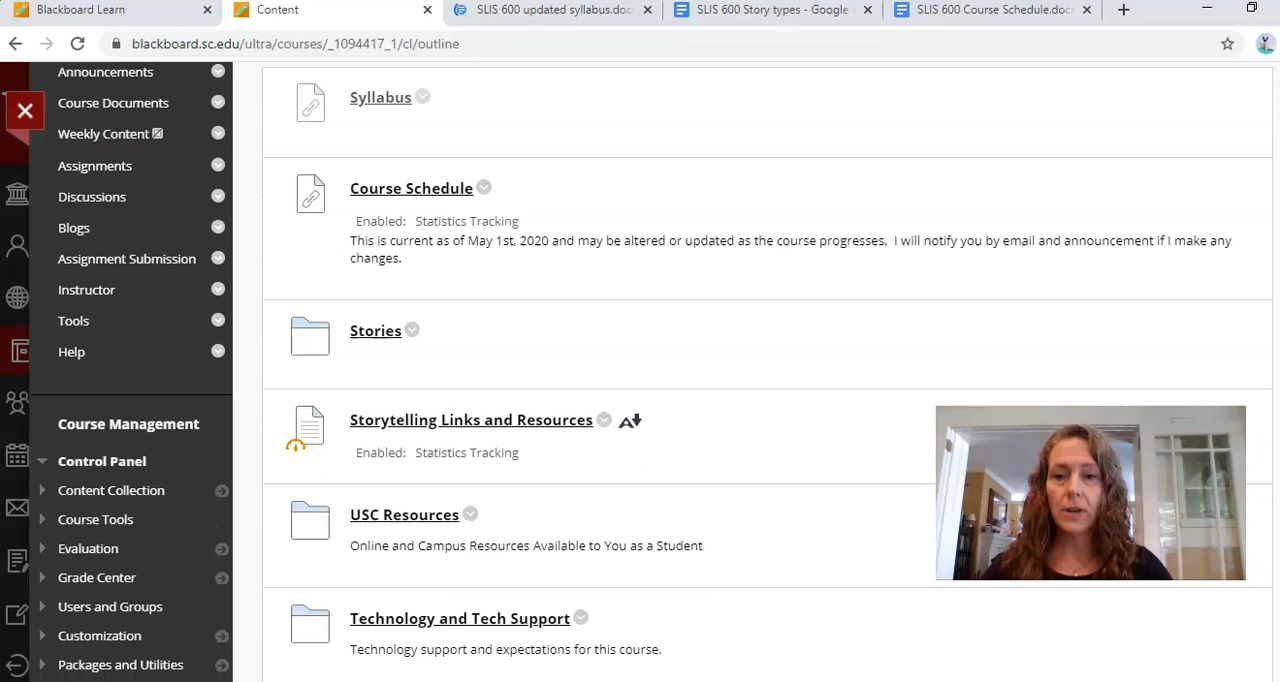 Blackboard Learn
Content
SLIS 600 updated syllabus.doc
SLIS 600 Story types - Google
SLIS 600 Course Schedule.doc
blackboard.sc.edu/ultra/courses/_1094417_1/cl/outline
Announcements
Course Documents
Weekly Content
Assignments
Discussions
Blogs
Assignment Submission
Instructor
Tools
Help
Course Management
Control Panel
Content Collection
Course Tools
Evaluation
Grade Center
Users and Groups
Customization
Packages and Utilities
Syllabus
Course Schedule
Enabled: Statistics Tracking
This is current as of May 1st, 2020 and may be altered or updated as the course progresses. I will notify you by email and announcement if I make any
changes.
Stories
Storytelling Links and Resources
Enabled: Statistics Tracking
USC Resources
Online and Campus Resources Available to You as a Student
Technology and Tech Support
Technology support and expectations for this course.